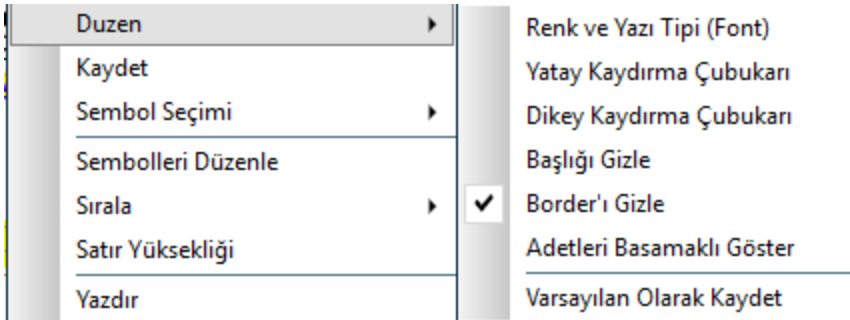 Duzen
Kaydet
Sembol Seçimi
Sembolleri Düzenle
Sırala
Satır Yüksekliği
Yazdır
Renk ve Yazı Tipi (Font)
Yatay Kaydırma Çubukarı
Dikey Kaydırma Çubukarı
Başlığı Gizle
Border'ı Gizle
Adetleri Basamaklı Göster
Varsayılan Olarak Kaydet